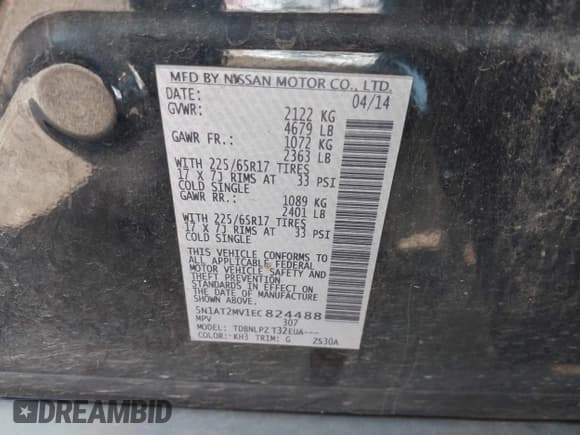 MFD BY NISSAN MOTOR CO., LTD.
DATE: 04/14
GVWR: 2122 KG
4679 LB
GAWR FR.: 1072 KG
2363 LB
WITH 225/65R17 TIRES
17 X 7J RIMS AT 33 PSI
COLD SINGLE
GAWR RR.: 1089 KG
2401 LB
WITH 225/65R17 TIRES
17 X 7J RIMS AT 33 PSI
COLD SINGLE
THIS VEHICLE CONFORMS TO
ALL APPLICABLE FEDERAL
MOTOR VEHICLE SAFETY AND
THEFT PREVENTION
STANDARDS IN EFFECT ON
THE DATE OF MANUFACTURE
SHOWN ABOVE.
5N1AT2MV1EC824488
MPV 307
MODEL: TDBNLPZ T32EUA---
COLOR: KH3 TRIM: G 2S30A
DREAMBID